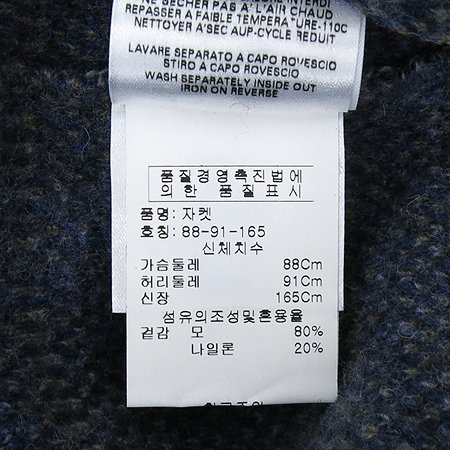 NE SECHER PAS A L'AIR CHAUD
REPASSER A FAIBLE TEMPERATURE-110C
NETTOYER A'SEC AUP-CYCLE REDUIT
LAVARE SEPARATO A CAPO ROVESCIO
STIRO A CAPO ROVESCIO
WASH SEPARATELY INSIDE OUT
IRON ON REVERSE
품질경영촉진법에
의한 품질표시
품명: 자켓
호칭: 88-91-165
신체치수
가슴둘레 88Cm
허리둘레 91Cm
신장 165Cm
섬유의조성및혼용율
겉감 모 80%
나일론 20%